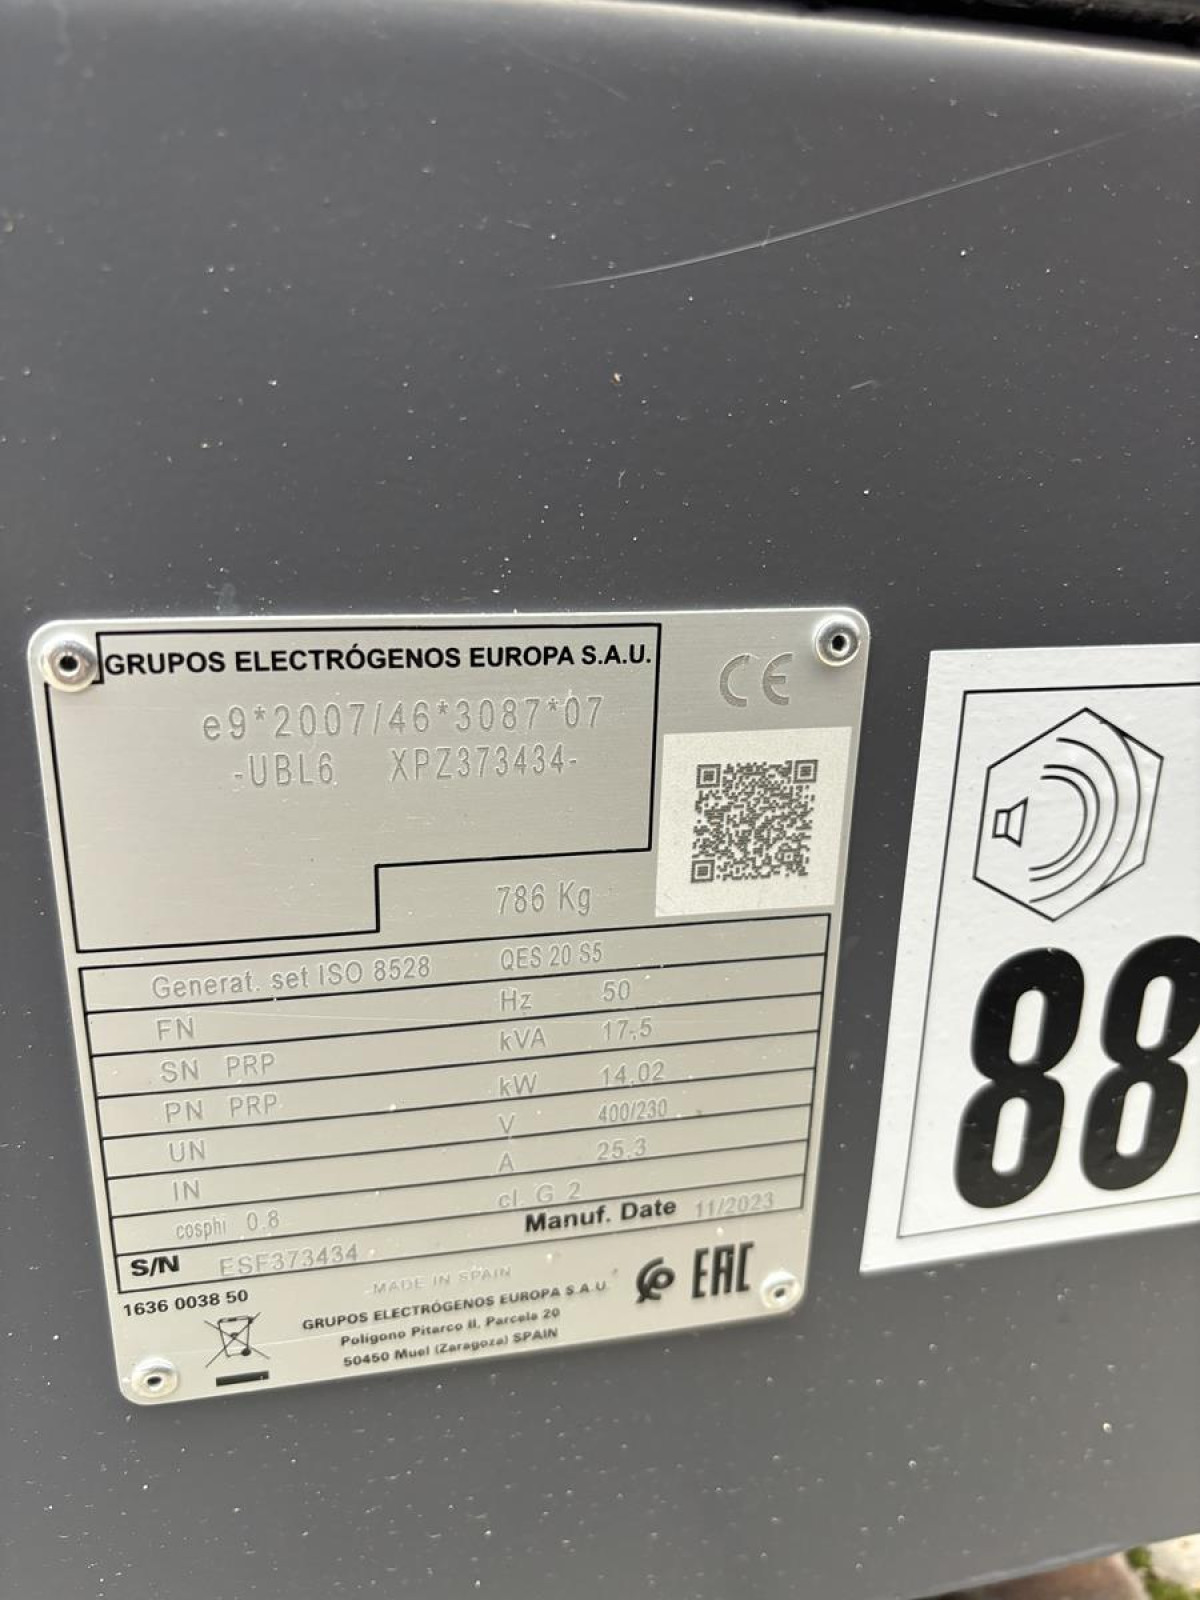 GRUPOS ELECTRÓGENOS EUROPA S.A.U.
e9*2007/46*3087*07
-UBL6 XPZ373434-
CE
786 Kg
Generat. set ISO 8528 QES 20 S5
FN Hz 50
SN PRP kVA 17.5
PN PRP kW 14.02
UN V 400/230
IN A 25.3
cosphi 0.8 cl. G 2
S/N ESF373434 Manuf. Date 11/2023
1636 0038 50
MADE IN SPAIN
GRUPOS ELECTRÓGENOS EUROPA S.A.U.
Polígono Pitarco II, Parcela 20
50450 Muel (Zaragoza) SPAIN
EAC
88